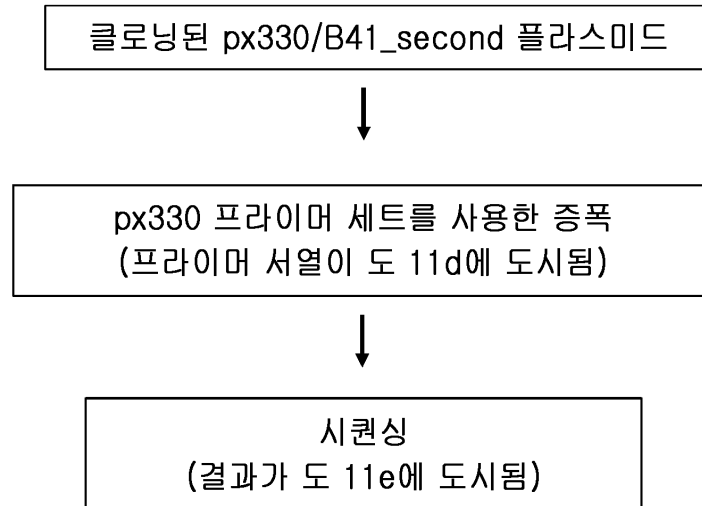 클로닝된 px330/B41_second 플라스미드
px330 프라이머 세트를 사용한 증폭
(프라이머 서열이 도 11d에 도시됨)
시퀀싱
(결과가 도 11e에 도시됨)